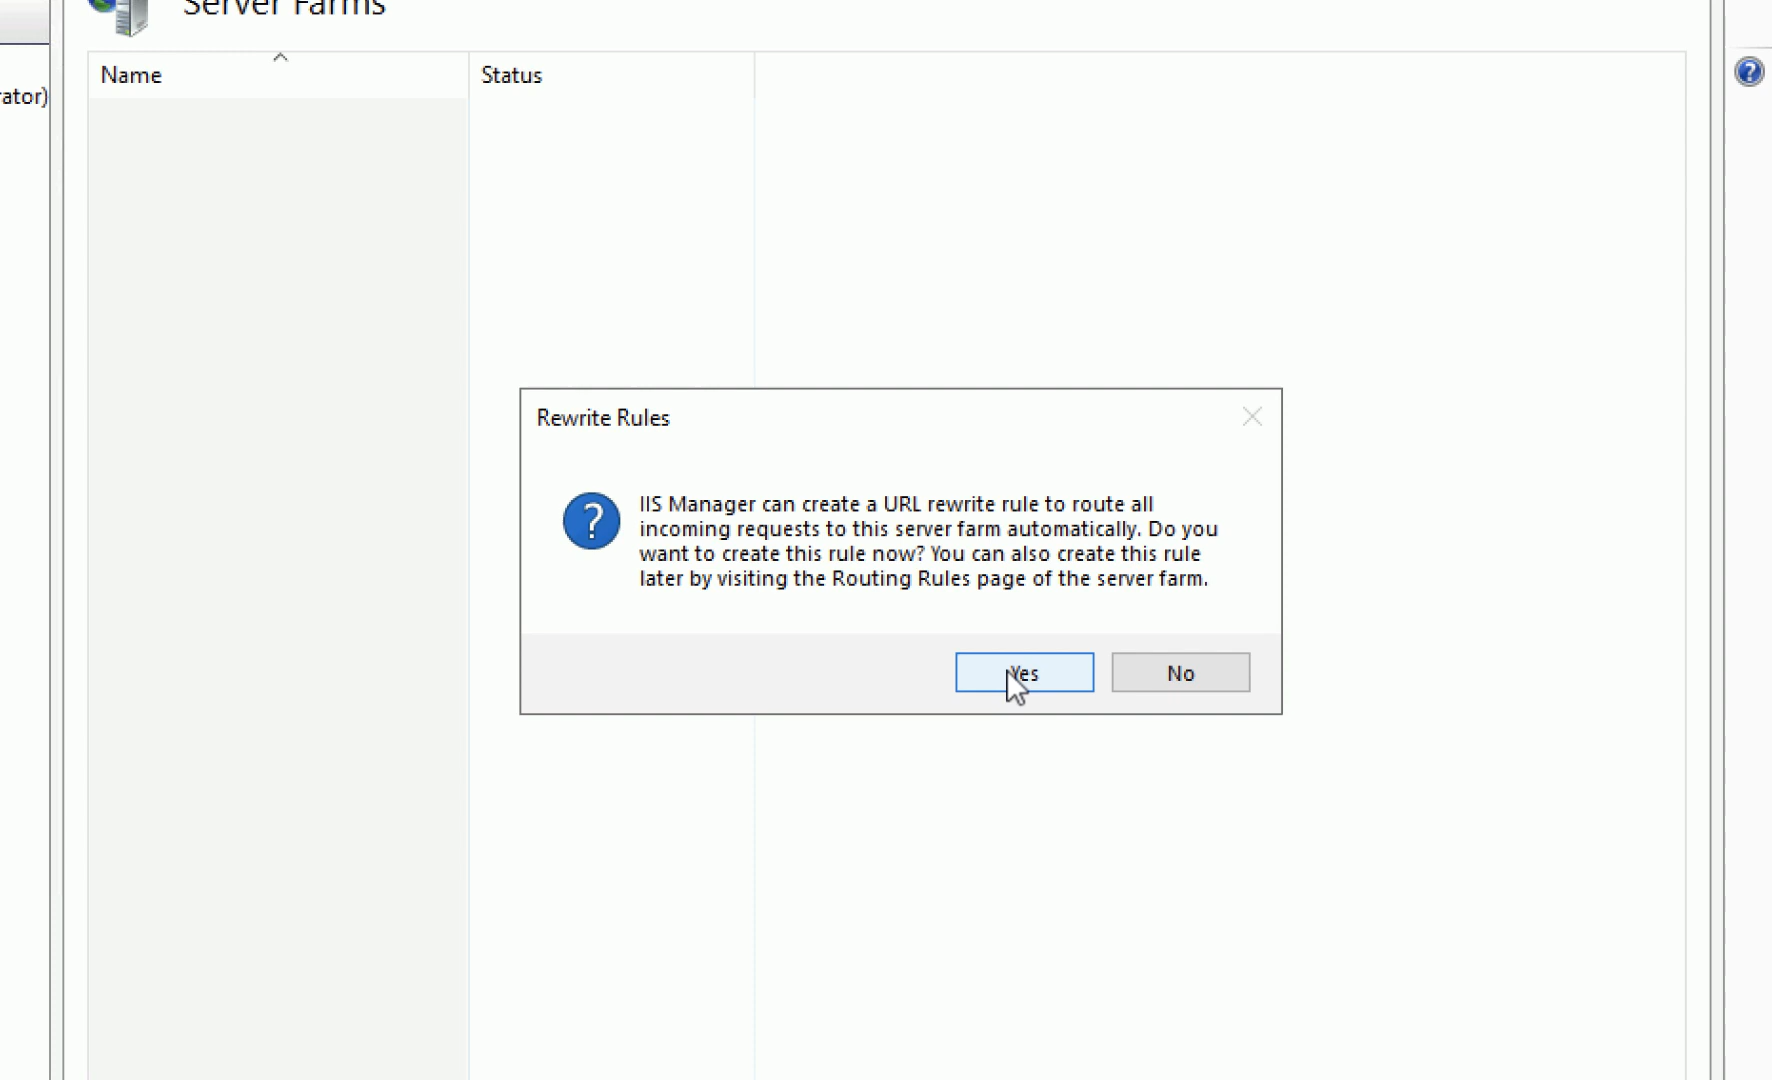 Server Farms
Name
Status
rator)
Rewrite Rules
IIS Manager can create a URL rewrite rule to route all
incoming requests to this server farm automatically. Do you
want to create this rule now? You can also create this rule
later by visiting the Routing Rules page of the server farm.
Yes
No